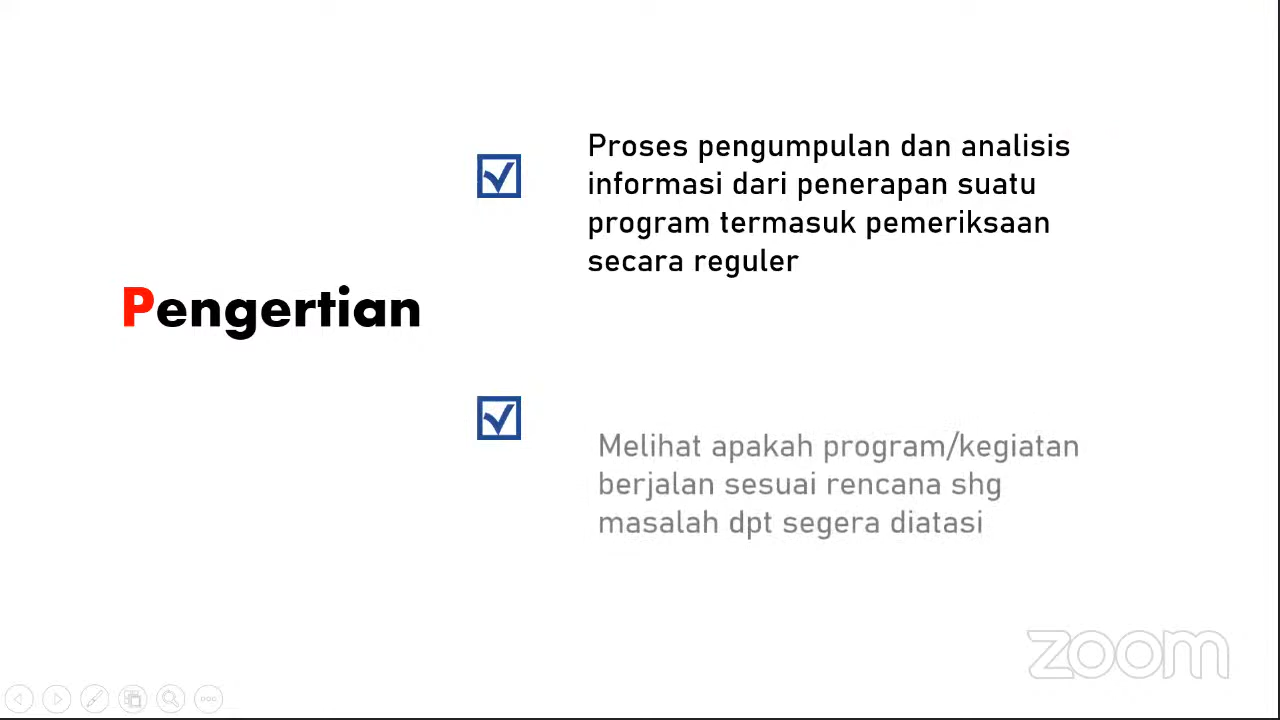 Proses pengumpulan dan analisis
informasi dari penerapan suatu
program termasuk pemeriksaan
secara reguler
Pengertian
Melihat apakah program/kegiatan
berjalan sesuai rencana shg
masalah dpt segera diatasi
zoom